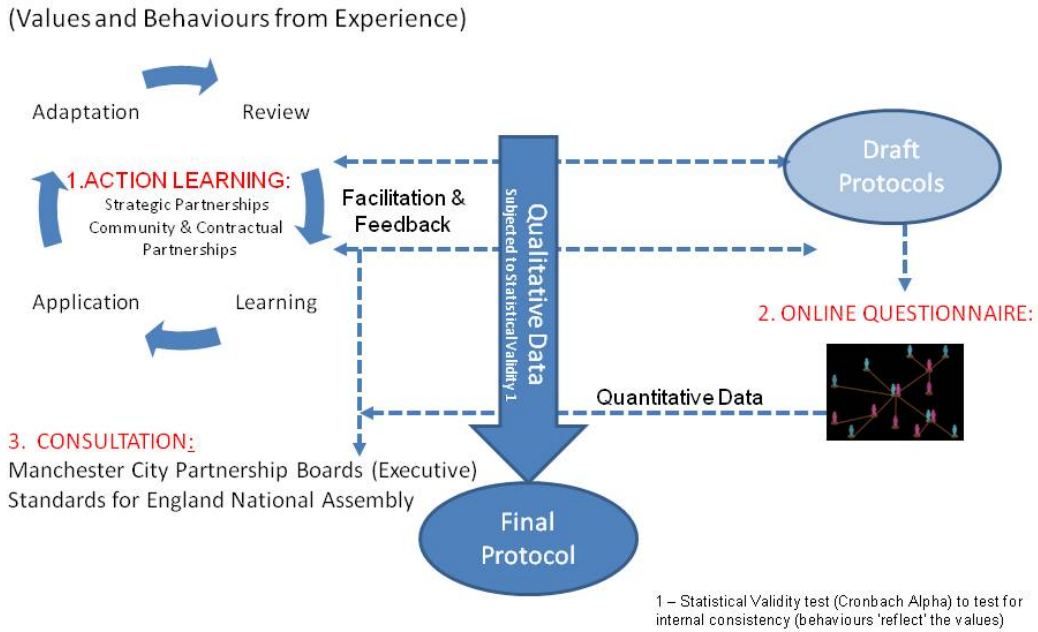 (Values and Behaviours from Experience)
Adaptation
Review
1.ACTION LEARNING:
Strategic Partnerships
Community & Contractual
Partnerships
Application
Learning
Facilitation &
Feedback
Qualitative Data
Subjected to Statistical Validity 1
Draft
Protocols
2. ONLINE QUESTIONNAIRE:
Quantitative Data
3. CONSULTATION:
Manchester City Partnership Boards (Executive)
Standards for England National Assembly
Final
Protocol
1 – Statistical Validity test (Cronbach Alpha) to test for
internal consistency (behaviours 'reflect' the values)